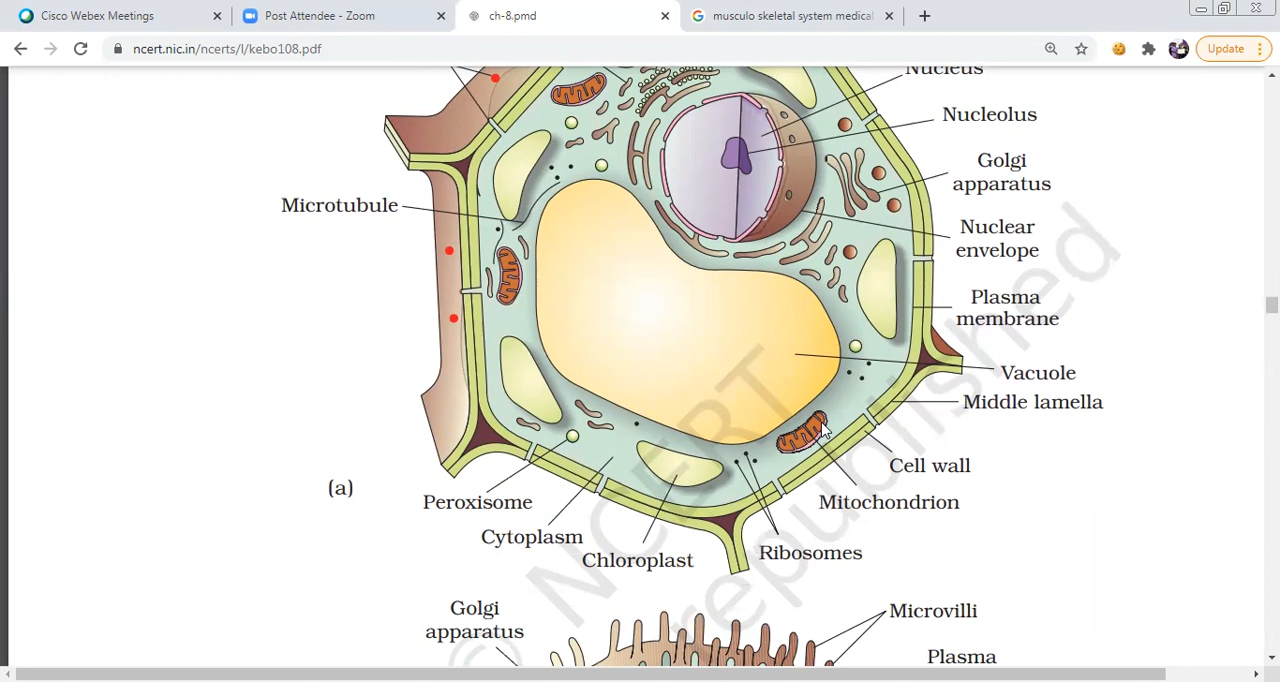 Cisco Webex Meetings
Post Attendee - Zoom
ch-8.pmd
musculo skeletal system medical
ncert.nic.in/ncerts/l/kebo108.pdf
Update
Nucleus
Nucleolus
Golgi
apparatus
Microtubule
Nuclear
envelope
Plasma
membrane
Vacuole
Middle lamella
Cell wall
(a)
Peroxisome
Mitochondrion
Cytoplasm
Chloroplast
Ribosomes
© NCERT
republished
Golgi
apparatus
Microvilli
Plasma